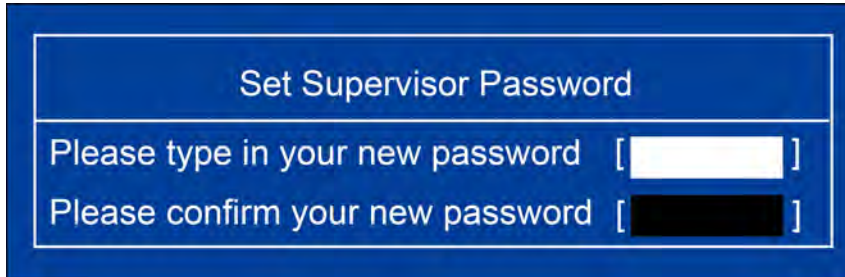 Set Supervisor Password
Please type in your new password [ ]
Please confirm your new password [ ]